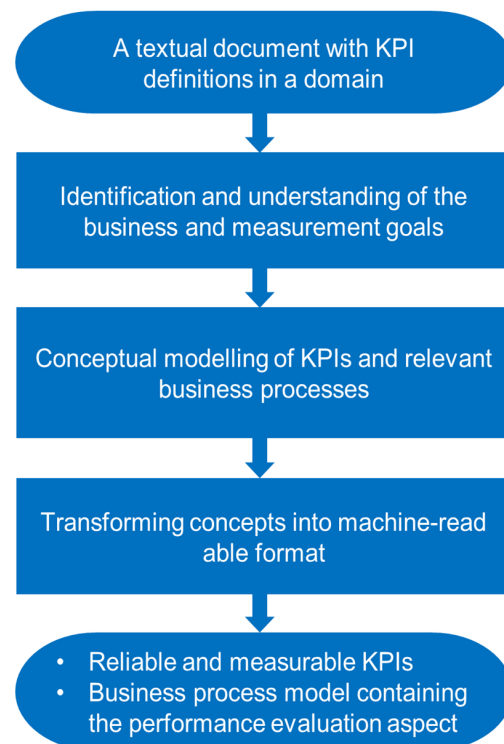 A textual document with KPI
definitions in a domain
Identification and understanding of the
business and measurement goals
Conceptual modelling of KPIs and relevant
business processes
Transforming concepts into machine-read
able format
• Reliable and measurable KPIs
• Business process model containing
the performance evaluation aspect